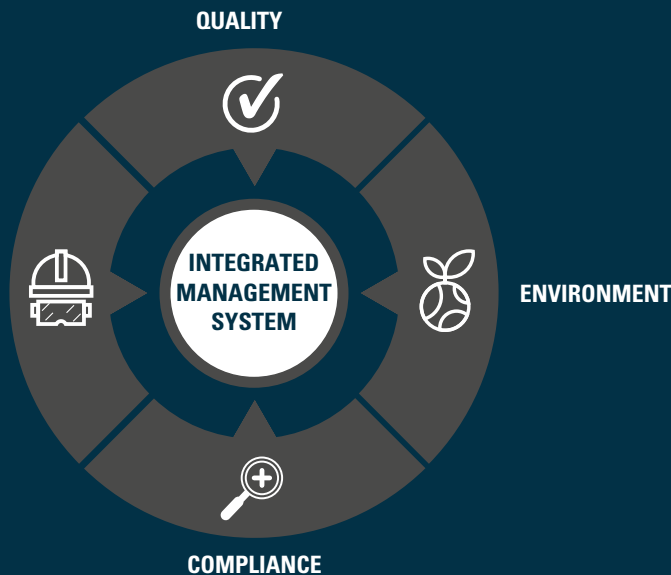 QUALITY
INTEGRATED
MANAGEMENT
SYSTEM
ENVIRONMENT
COMPLIANCE